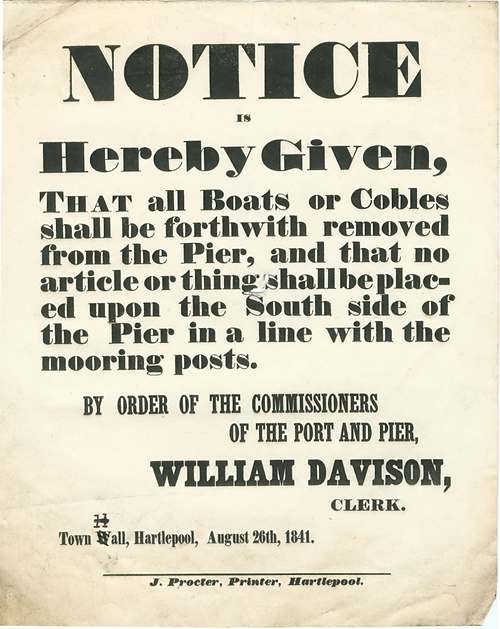 NOTICE
IS
Hereby Given,
THAT all Boats or Cobles
shall be forthwith removed
from the Pier, and that no
article or thing shall be plac-
ed upon the South side of
the Pier in a line with the
mooring posts.
BY ORDER OF THE COMMISSIONERS
OF THE PORT AND PIER,
WILLIAM DAVISON,
CLERK.
H
Town Wall, Hartlepool, August 26th, 1841.
J. Procter, Printer, Hartlepool.